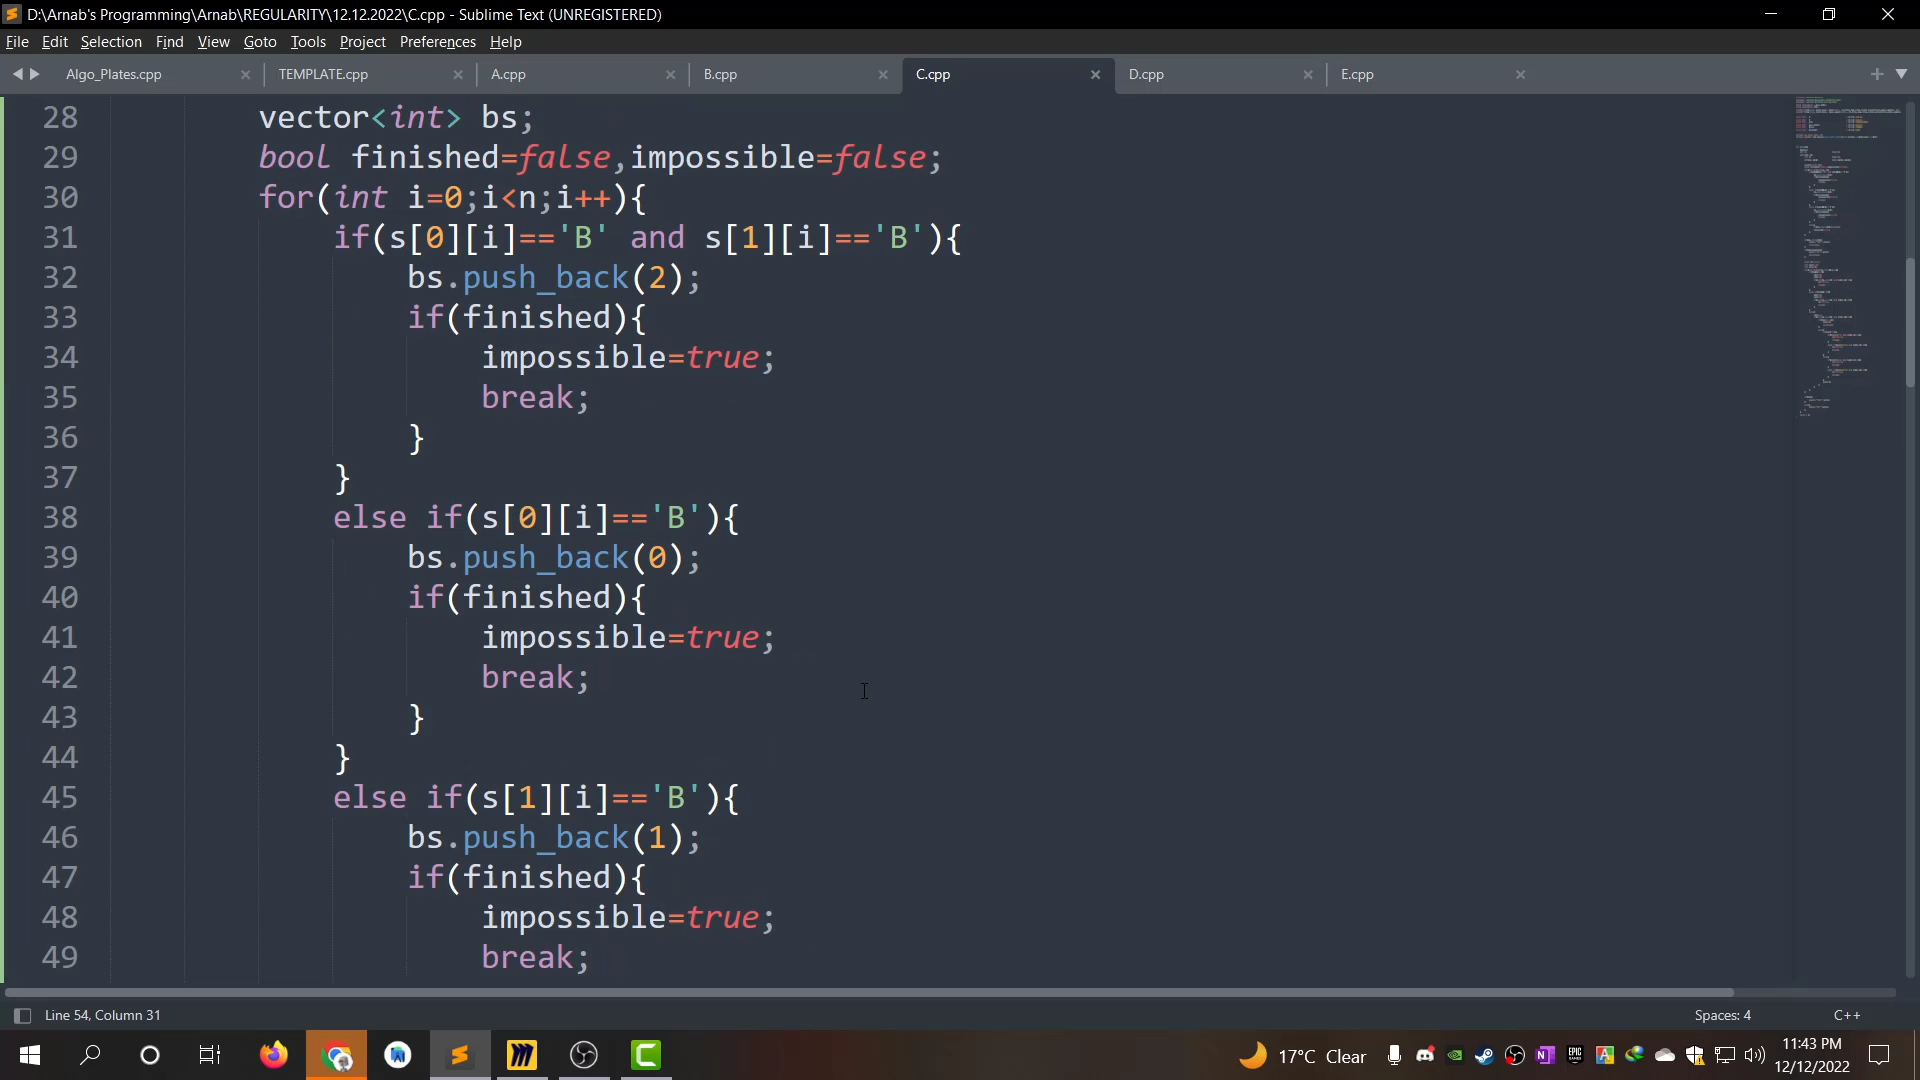 D:\Arnab's Programming\Arnab\REGULARITY\12.12.2022\C.cpp - Sublime Text (UNREGISTERED)
File Edit Selection Find View Goto Tools Project Preferences Help
Algo_Plates.cpp TEMPLATE.cpp A.cpp B.cpp C.cpp D.cpp E.cpp
28 vector<int> bs;
29 bool finished=false,impossible=false;
30 for(int i=0;i<n;i++){
31 if(s[0][i]=='B' and s[1][i]=='B'){
32 bs.push_back(2);
33 if(finished){
34 impossible=true;
35 break;
36 }
37 }
38 else if(s[0][i]=='B'){
39 bs.push_back(0);
40 if(finished){
41 impossible=true;
42 break;
43 }
44 }
45 else if(s[1][i]=='B'){
46 bs.push_back(1);
47 if(finished){
48 impossible=true;
49 break;
Line 54, Column 31 Spaces: 4 C++
17°C Clear 11:43 PM
12/12/2022